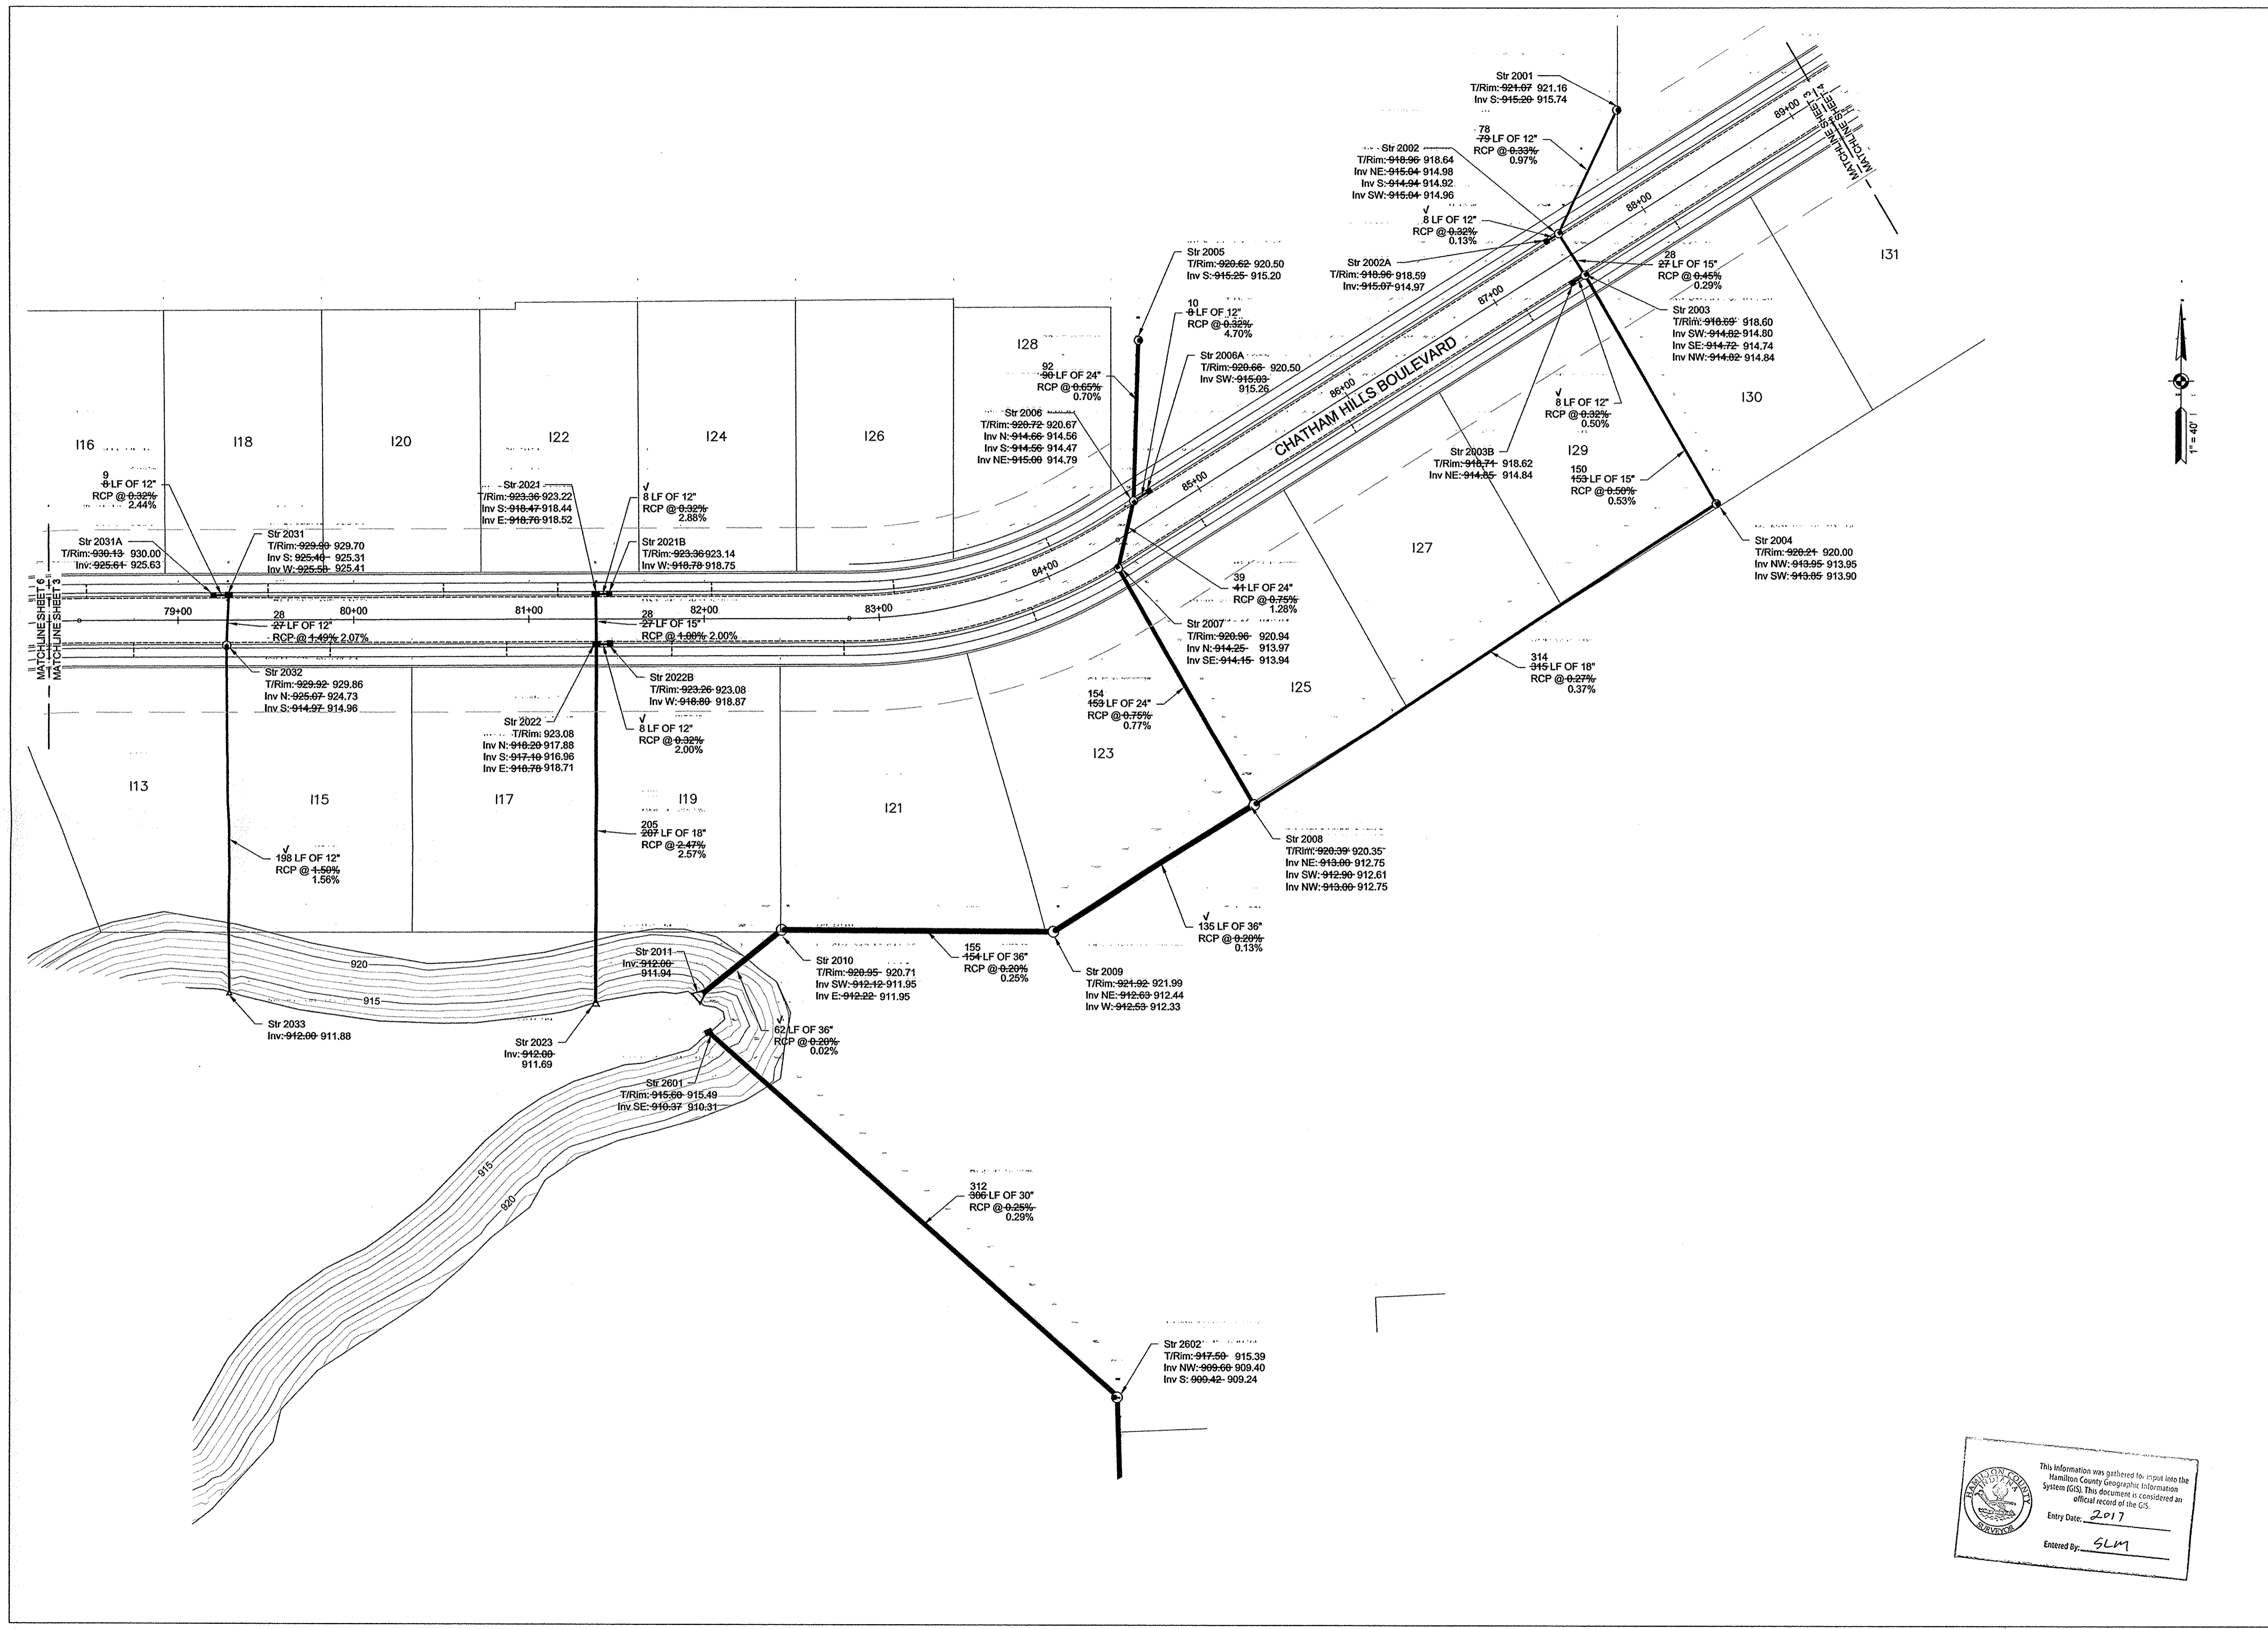 Str 2001
T/Rim: 921.07 921.16
Inv S: 915.20 915.74
78
79 LF OF 12"
RCP @ 0.33%
0.97%
Str 2002
T/Rim: 918.96 918.64
Inv NE: 915.04 914.98
Inv S: 914.94 914.92
Inv SW: 915.04 914.96
√
8 LF OF 12"
RCP @ 0.32%
0.13%
Str 2002A
T/Rim: 918.96 918.59
Inv: 915.07 914.97
28
27 LF OF 15"
RCP @ 0.45%
0.29%
Str 2003
T/Rim: 918.69 918.60
Inv SW: 914.82 914.80
Inv SE: 914.72 914.74
Inv NW: 914.82 914.84
89+00
88+00
87+00
86+00
85+00
84+00
MATCHLINE SHEET 3
MATCHLINE SHEET 4
I31
I30
I29
I28
I27
CHATHAM HILLS BOULEVARD
Str 2005
T/Rim: 920.62 920.50
Inv S: 915.25 915.20
10
8 LF OF 12"
RCP @ 0.32%
4.70%
Str 2006A
T/Rim: 920.66 920.50
Inv SW: 915.03
915.26
92
90 LF OF 24"
RCP @ 0.65%
0.70%
Str 2006
T/Rim: 920.72 920.67
Inv N: 914.66 914.56
Inv S: 914.56 914.47
Inv NE: 915.00 914.79
√
8 LF OF 12"
RCP @ 0.32%
0.50%
Str 2003B
T/Rim: 918.71 918.62
Inv NE: 914.85 914.84
150
153 LF OF 15"
RCP @ 0.50%
0.53%
Str 2004
T/Rim: 920.21 920.00
Inv NW: 913.95 913.95
Inv SW: 913.85 913.90
1" = 40'
I16
I18
I20
I22
I24
I26
9
8 LF OF 12"
RCP @ 0.32%
2.44%
Str 2031A
T/Rim: 930.13 930.00
Inv: 925.61 925.63
Str 2031
T/Rim: 929.90 929.70
Inv S: 925.48 925.31
Inv W: 925.58 925.41
Str 2021
T/Rim: 923.36 923.22
Inv S: 918.47 918.44
Inv E: 918.76 918.52
√
8 LF OF 12"
RCP @ 0.32%
2.88%
Str 2021B
T/Rim: 923.36 923.14
Inv W: 918.78 918.75
MATCHLINE SHEET 6
MATCHLINE SHEET 3
79+00
80+00
81+00
82+00
83+00
28
27 LF OF 12"
RCP @ 1.49% 2.07%
28
27 LF OF 15"
RCP @ 1.00% 2.00%
39
41 LF OF 24"
RCP @ 0.75%
1.28%
Str 2007
T/Rim: 920.96 920.94
Inv N: 914.25 913.97
Inv SE: 914.15 913.94
Str 2032
T/Rim: 929.92 929.86
Inv N: 925.07 924.73
Inv S: 914.97 914.96
Str 2022B
T/Rim: 923.26 923.08
Inv W: 918.80 918.87
Str 2022
T/Rim: 923.08
Inv N: 918.20 917.88
Inv S: 917.10 916.96
Inv E: 918.78 918.71
√
8 LF OF 12"
RCP @ 0.32%
2.00%
314
315 LF OF 18"
RCP @ 0.27%
0.37%
154
153 LF OF 24"
RCP @ 0.75%
0.77%
I25
I23
I13
I15
I17
I19
I21
205
207 LF OF 18"
RCP @ 2.47%
2.57%
√
198 LF OF 12"
RCP @ 1.50%
1.56%
Str 2008
T/Rim: 920.39 920.35
Inv NE: 913.00 912.75
Inv SW: 912.90 912.61
Inv NW: 913.00 912.75
√
135 LF OF 36"
RCP @ 0.20%
0.13%
920
915
Str 2011
Inv: 912.00
911.94
Str 2010
T/Rim: 920.95 920.71
Inv SW: 912.12 911.95
Inv E: 912.22 911.95
155
154 LF OF 36"
RCP @ 0.20%
0.25%
Str 2009
T/Rim: 921.92 921.99
Inv NE: 912.63 912.44
Inv W: 912.53 912.33
Str 2033
Inv: 912.00 911.88
Str 2023
Inv: 912.00
911.69
√
62 LF OF 36"
RCP @ 0.20%
0.02%
Str 2601
T/Rim: 915.60 915.49
Inv SE: 910.37 910.31
915
920
312
306 LF OF 30"
RCP @ 0.25%
0.29%
Str 2602
T/Rim: 917.50 915.39
Inv NW: 909.60 909.40
Inv S: 909.42 909.24
HAMILTON COUNTY
INDIANA
SURVEYOR
This Information was gathered for input into the
Hamilton County Geographic Information
System (GIS). This document is considered an
official record of the GIS.
Entry Date: 2017
Entered By: SLM